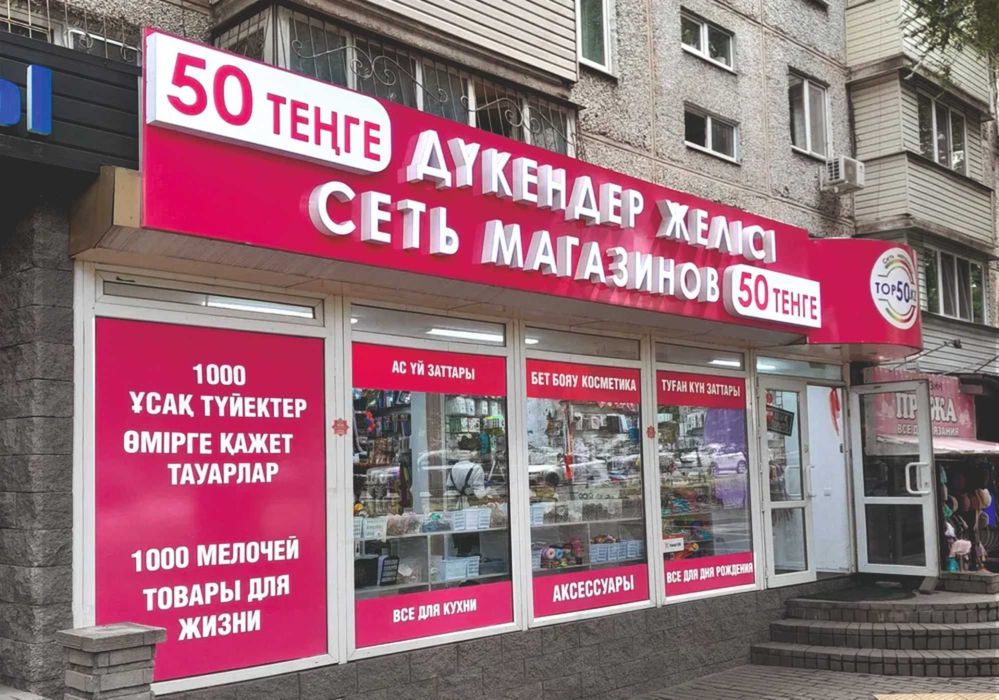 50 ТЕҢГЕ
ДҮКЕНДЕР ЖЕЛІСІ
СЕТЬ МАГАЗИНОВ
50 ТЕНГЕ
TOP50
1000
ҰСАҚ ТҮЙЕКТЕР
ӨМІРГЕ ҚАЖЕТ
ТАУАРЛАР
1000 МЕЛОЧЕЙ
ТОВАРЫ ДЛЯ
ЖИЗНИ
АС ҮЙ ЗАТТАРЫ
ВСЕ ДЛЯ КУХНИ
БЕТ БОЯУ КОСМЕТИКА
АКСЕССУАРЫ
ТУҒАН КҮН ЗАТТАРЫ
ВСЕ ДЛЯ ДНЯ РОЖДЕНИЯ